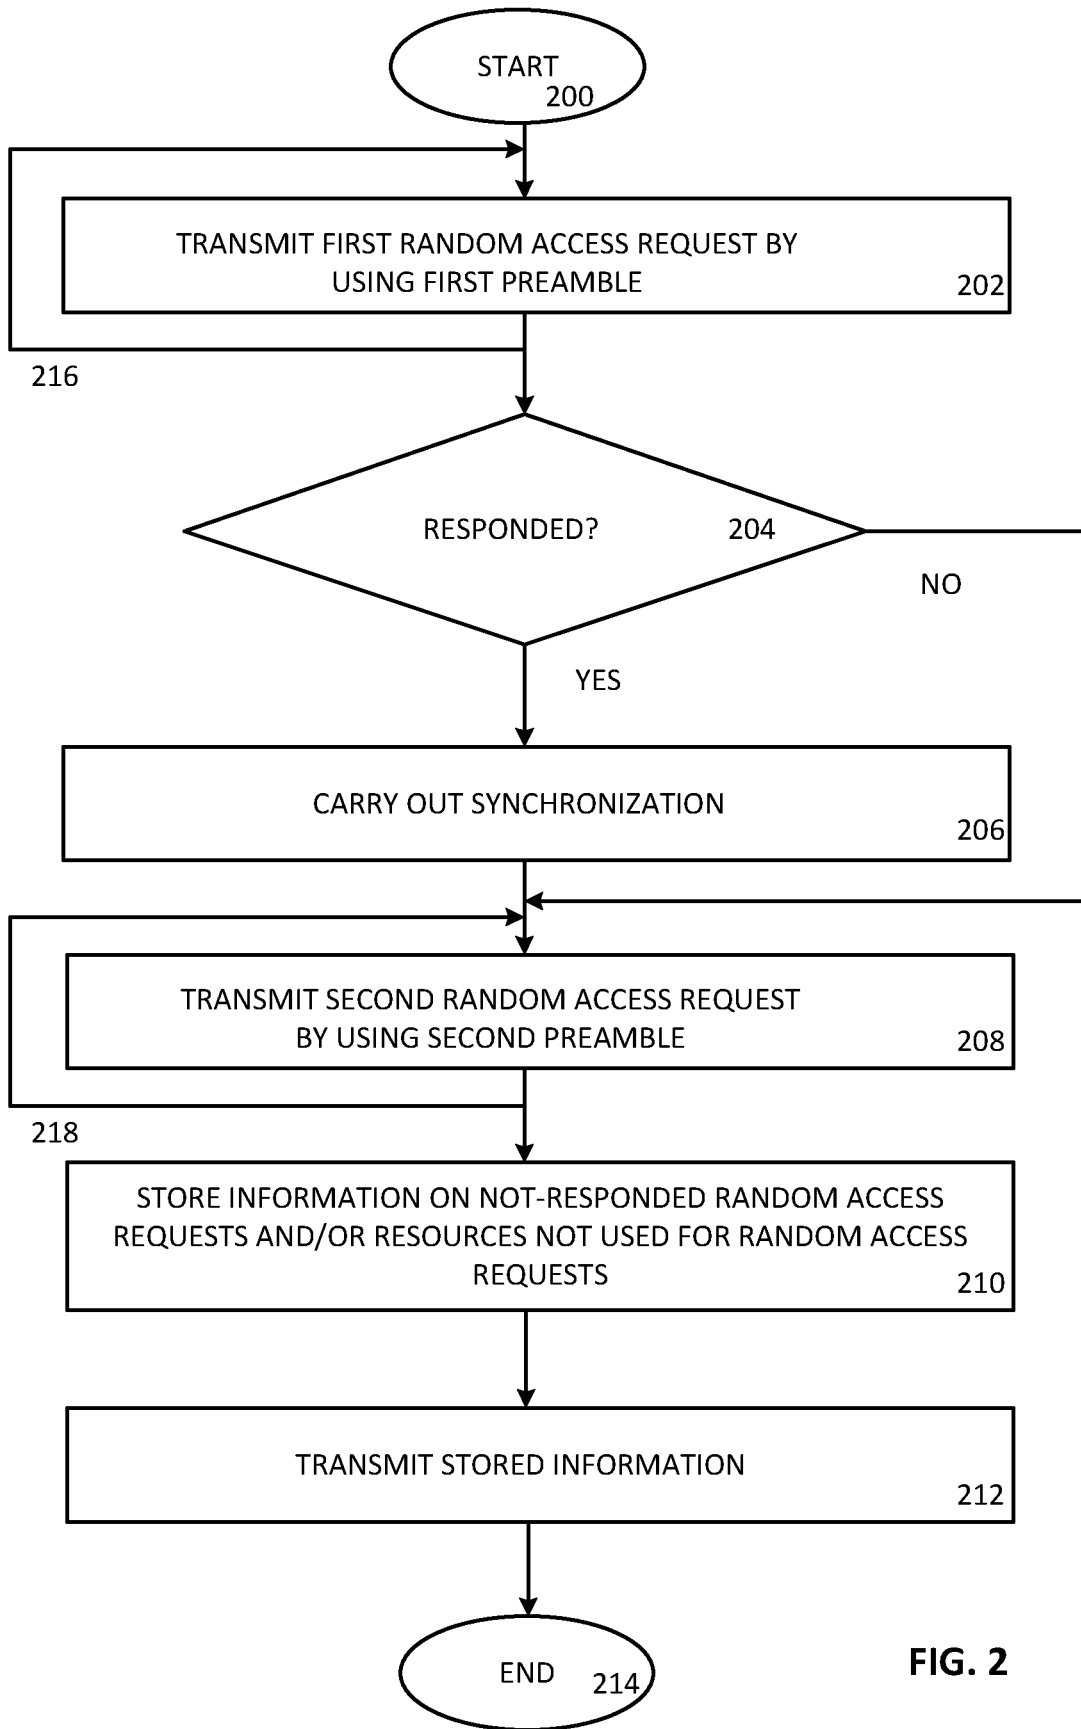 START
200
TRANSMIT FIRST RANDOM ACCESS REQUEST BY
USING FIRST PREAMBLE
202
216
RESPONDED?
204
NO
YES
CARRY OUT SYNCHRONIZATION
206
TRANSMIT SECOND RANDOM ACCESS REQUEST
BY USING SECOND PREAMBLE
208
218
STORE INFORMATION ON NOT-RESPONDED RANDOM ACCESS
REQUESTS AND/OR RESOURCES NOT USED FOR RANDOM ACCESS
REQUESTS
210
TRANSMIT STORED INFORMATION
212
END
214
FIG. 2